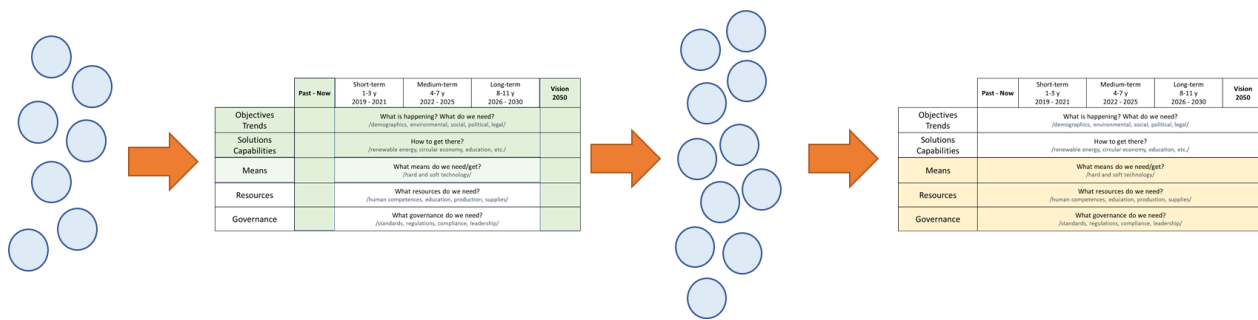 Past - Now
Short-term
1-3 y
2019 - 2021
Medium-term
4-7 y
2022 - 2025
Long-term
8-11 y
2026 - 2030
Vision
2050
Objectives
Trends
What is happening? What do we need?
/demographics, environmental, social, political, legal/
Solutions
Capabilities
How to get there?
/renewable energy, circular economy, education, etc./
Means
What means do we need/get?
/hard and soft technology/
Resources
What resources do we need?
/human competences, education, production, supplies/
Governance
What governance do we need?
/standards, regulations, compliance, leadership/
Past - Now
Short-term
1-3 y
2019 - 2021
Medium-term
4-7 y
2022 - 2025
Long-term
8-11 y
2026 - 2030
Vision
2050
Objectives
Trends
What is happening? What do we need?
/demographics, environmental, social, political, legal/
Solutions
Capabilities
How to get there?
/renewable energy, circular economy, education, etc./
Means
What means do we need/get?
/hard and soft technology/
Resources
What resources do we need?
/human competences, education, production, supplies/
Governance
What governance do we need?
/standards, regulations, compliance, leadership/